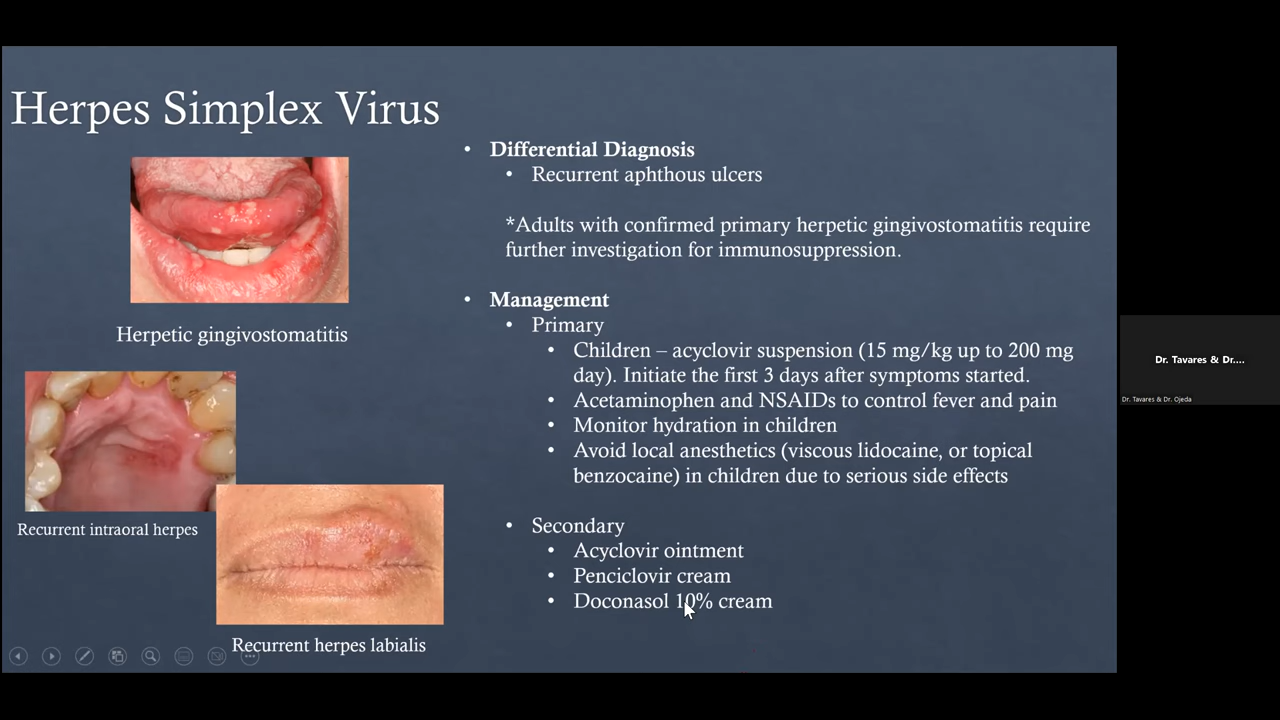 Herpes Simplex Virus
Herpetic gingivostomatitis
Recurrent intraoral herpes
Recurrent herpes labialis
• Differential Diagnosis
• Recurrent aphthous ulcers
*Adults with confirmed primary herpetic gingivostomatitis require
further investigation for immunosuppression.
• Management
• Primary
• Children – acyclovir suspension (15 mg/kg up to 200 mg
day). Initiate the first 3 days after symptoms started.
• Acetaminophen and NSAIDs to control fever and pain
• Monitor hydration in children
• Avoid local anesthetics (viscous lidocaine, or topical
benzocaine) in children due to serious side effects
• Secondary
• Acyclovir ointment
• Penciclovir cream
• Doconasol 10% cream
Dr. Tavares & Dr....
Dr. Tavares & Dr. Ojeda